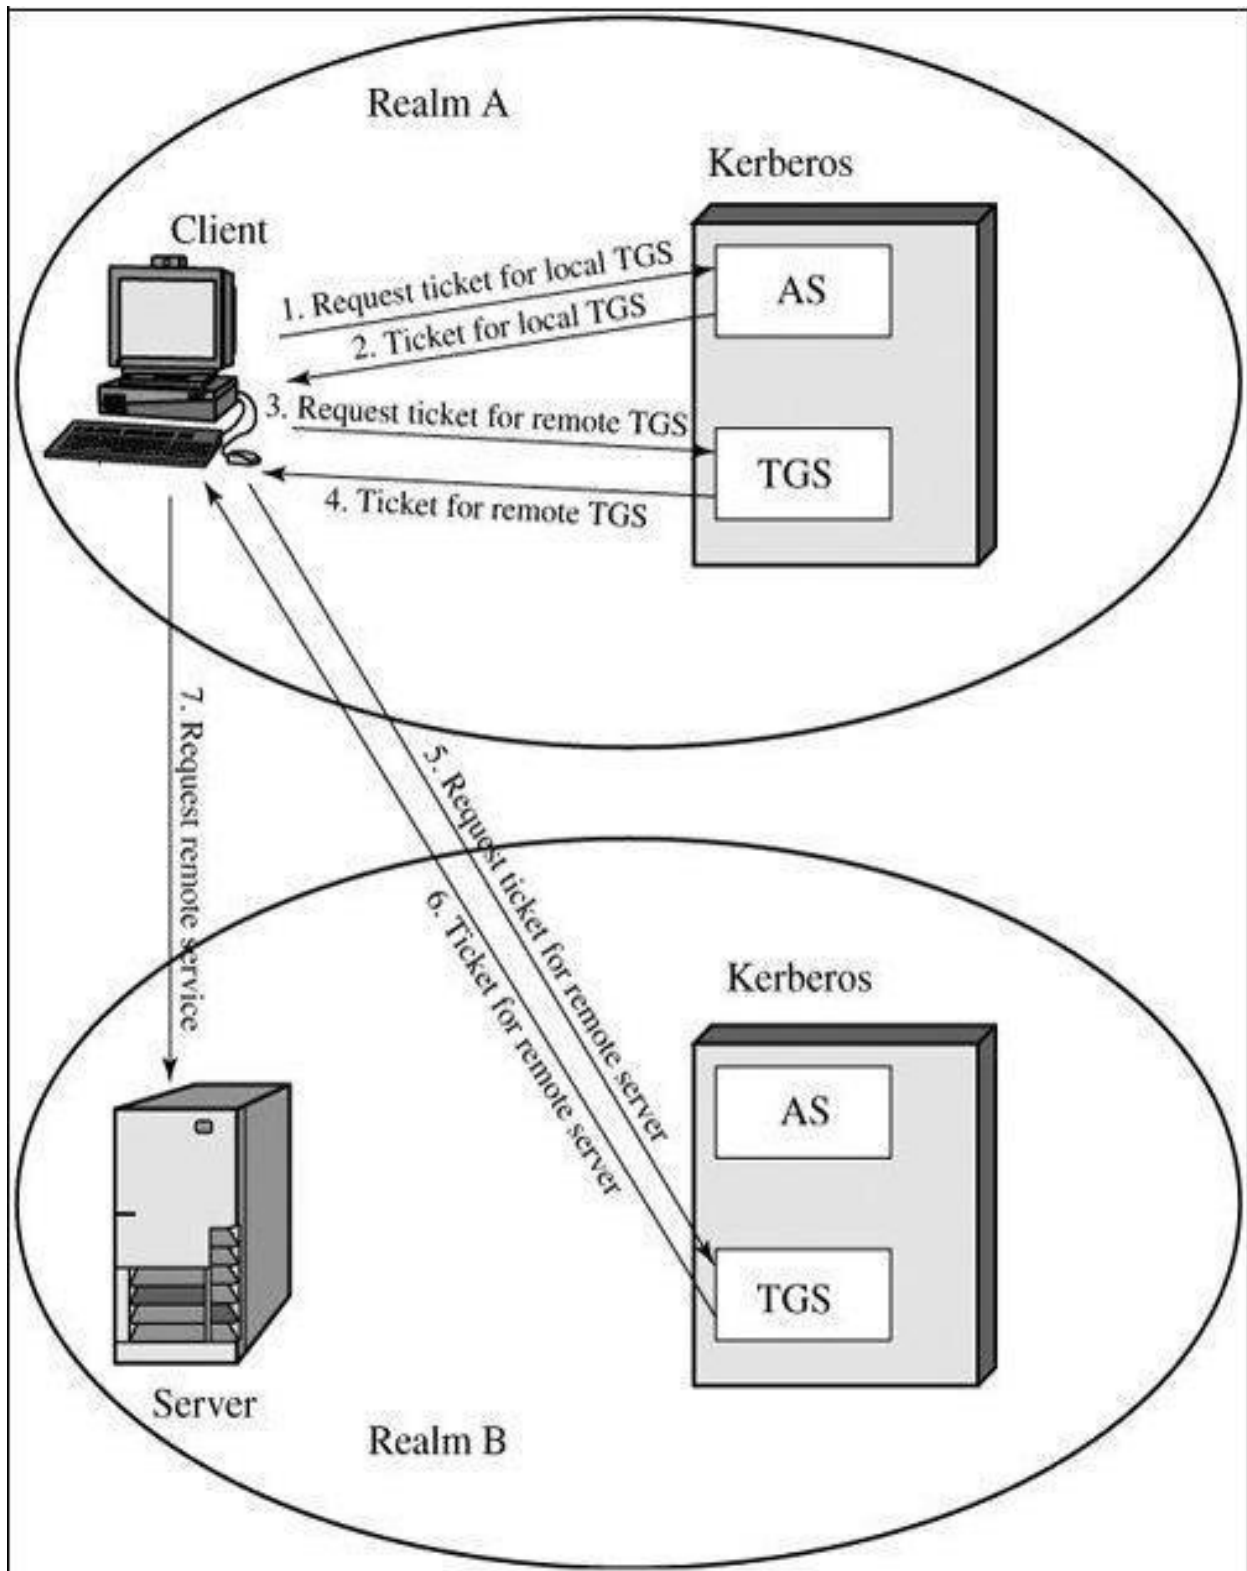 Realm A
Kerberos
Client
1. Request ticket for local TGS
AS
2. Ticket for local TGS
3. Request ticket for remote TGS
TGS
4. Ticket for remote TGS
7. Request remote service
5. Request ticket for remote server
6. Ticket for remote server
Kerberos
AS
TGS
Server
Realm B